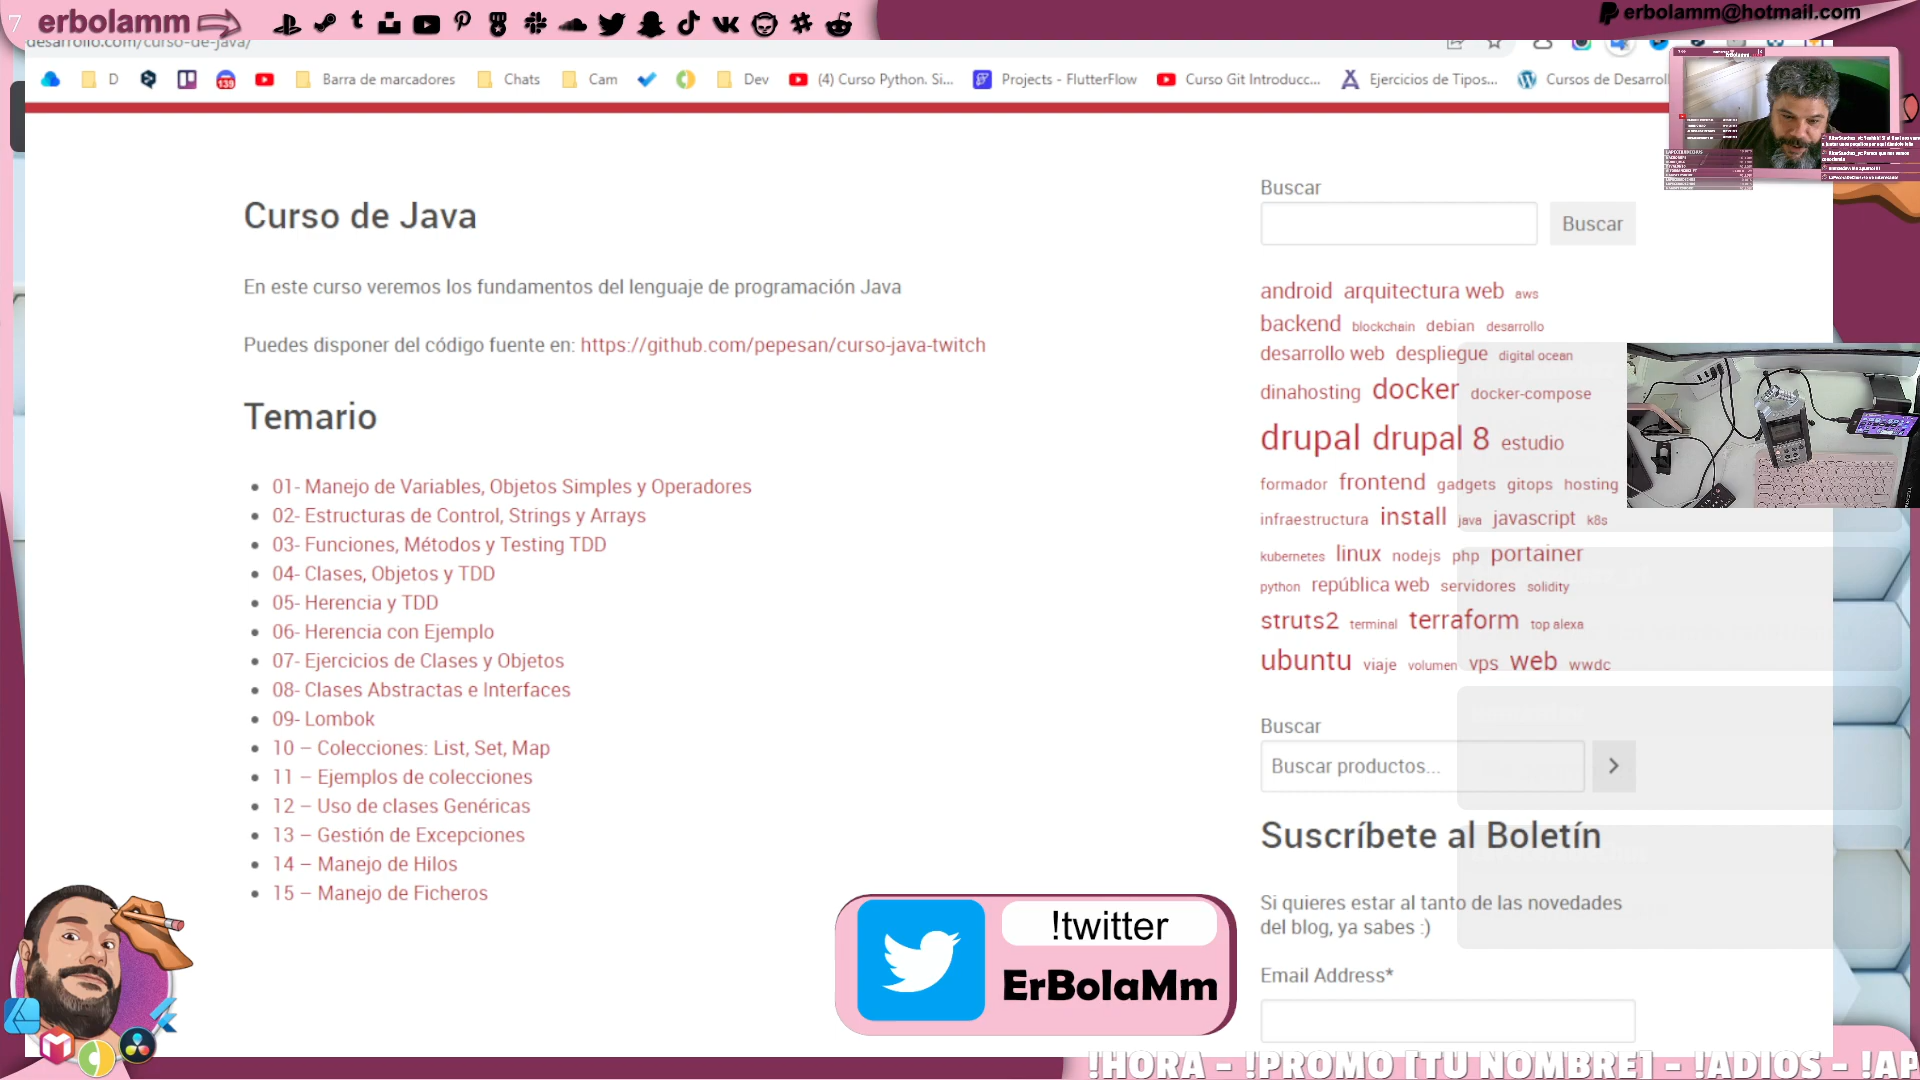 7 erbolamm
erbolamm@hotmail.com
desarrollo.com/curso-de-java/
D
139
Barra de marcadores
Chats
Cam
Dev
(4) Curso Python. Si...
Projects - FlutterFlow
Curso Git Introducc...
Ejercicios de Tipos...
Cursos de Desarroll
Curso de Java
En este curso veremos los fundamentos del lenguaje de programación Java
Puedes disponer del código fuente en: https://github.com/pepesan/curso-java-twitch
Temario
01- Manejo de Variables, Objetos Simples y Operadores
02- Estructuras de Control, Strings y Arrays
03- Funciones, Métodos y Testing TDD
04- Clases, Objetos y TDD
05- Herencia y TDD
06- Herencia con Ejemplo
07- Ejercicios de Clases y Objetos
08- Clases Abstractas e Interfaces
09- Lombok
10 – Colecciones: List, Set, Map
11 – Ejemplos de colecciones
12 – Uso de clases Genéricas
13 – Gestión de Excepciones
14 – Manejo de Hilos
15 – Manejo de Ficheros
Buscar
Buscar
android arquitectura web aws
backend blockchain debian desarrollo
desarrollo web despliegue digital ocean
dinahosting docker docker-compose
drupal drupal 8 estudio
formador frontend gadgets gitops hosting
infraestructura install java javascript k8s
kubernetes linux nodejs php portainer
python república web servidores solidity
struts2 terminal terraform top alexa
ubuntu viaje volumen vps web wwdc
Buscar
Buscar productos...
Suscríbete al Boletín
Si quieres estar al tanto de las novedades
del blog, ya sabes :)
Email Address*
!twitter
ErBolaMm
!HORA - !PROMO [TU NOMBRE] - !ADIOS - !AP